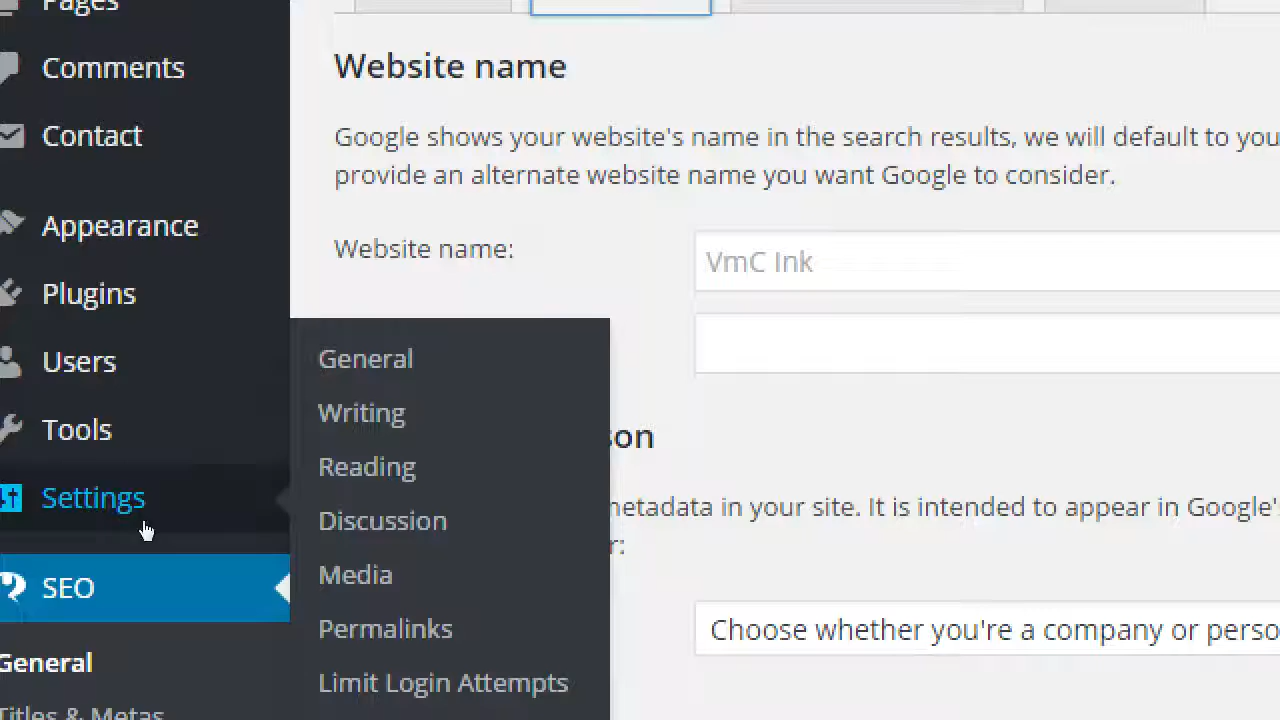 Pages
Comments
Contact
Appearance
Plugins
Users
Tools
Settings
SEO
General
Titles & Metas
General
Writing
Reading
Discussion
Media
Permalinks
Limit Login Attempts
Website name
Google shows your website's name in the search results, we will default to you
provide an alternate website name you want Google to consider.
Website name:
VmC Ink
son
metadata in your site. It is intended to appear in Google's
r:
Choose whether you're a company or perso